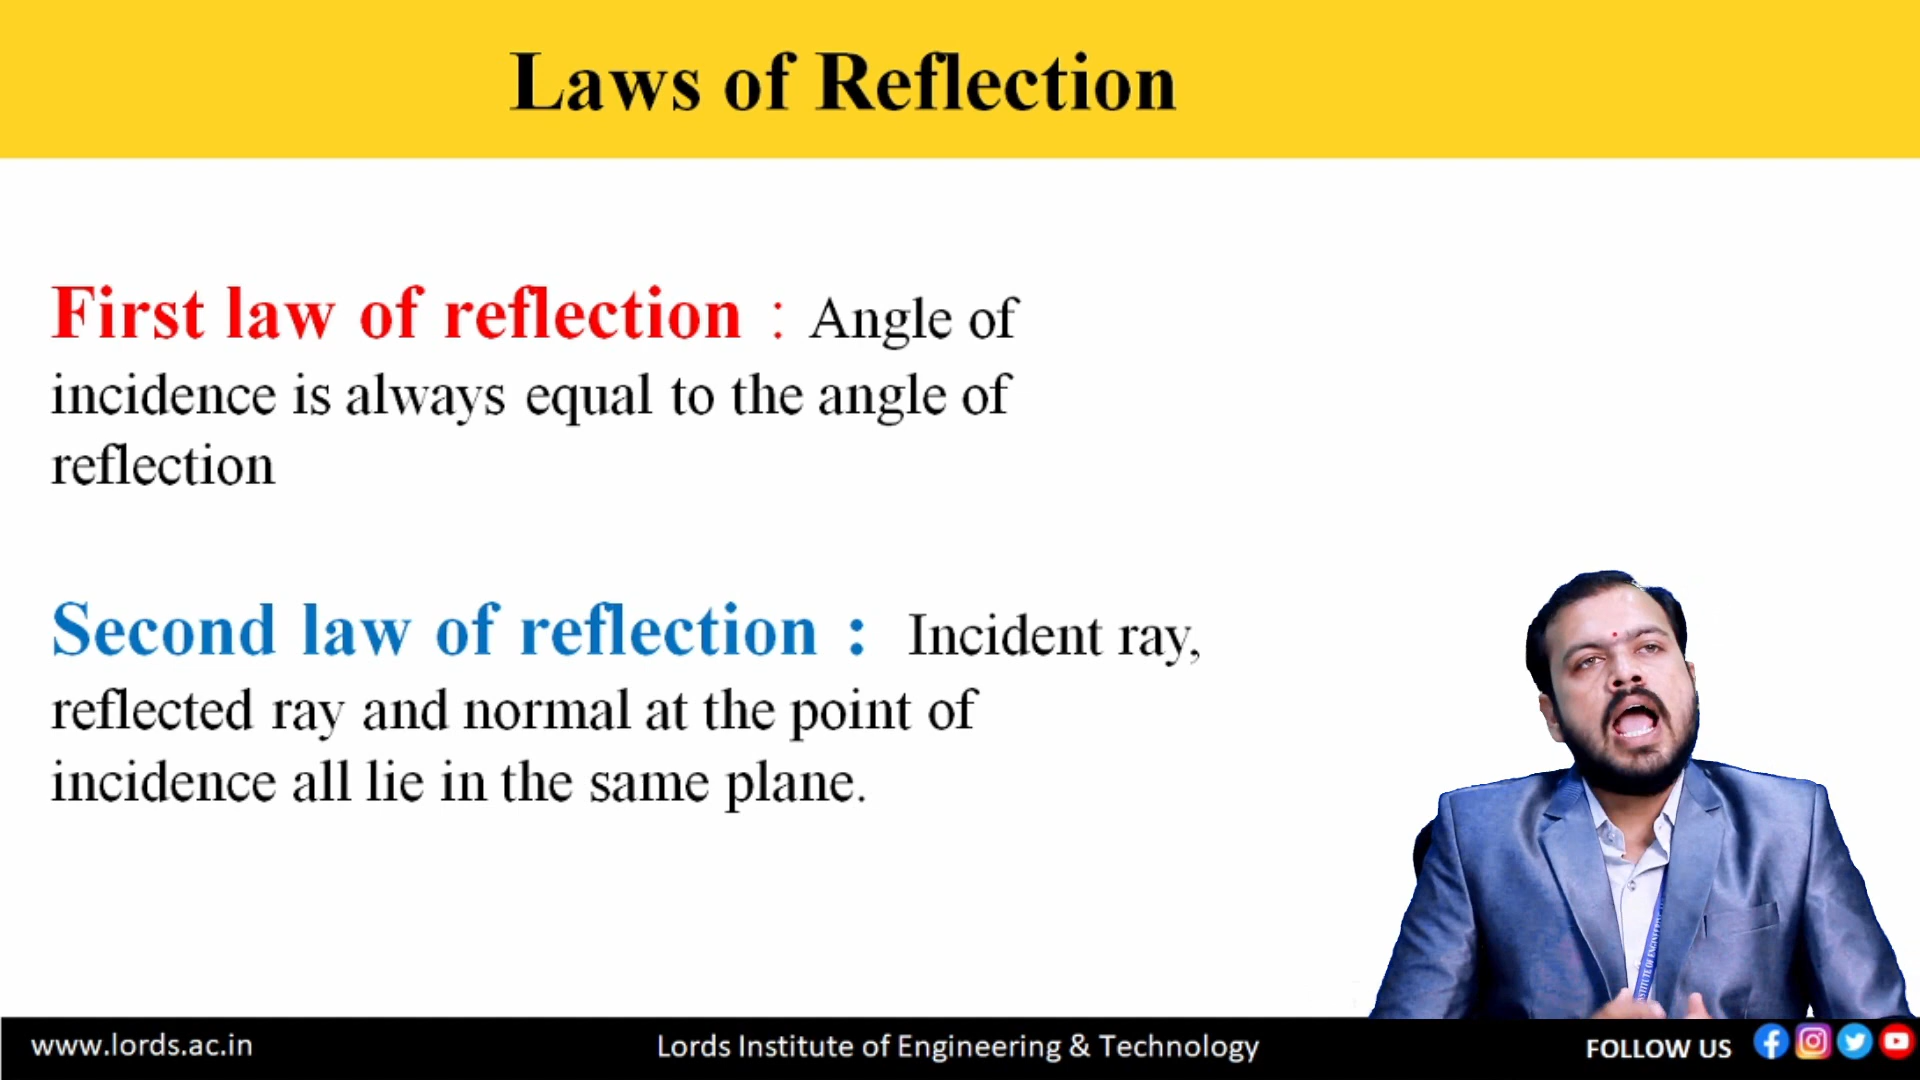 Laws of Reflection
First law of reflection : Angle of
incidence is always equal to the angle of
reflection
Second law of reflection : Incident ray,
reflected ray and normal at the point of
incidence all lie in the same plane.
www.lords.ac.in
Lords Institute of Engineering & Technology
FOLLOW US